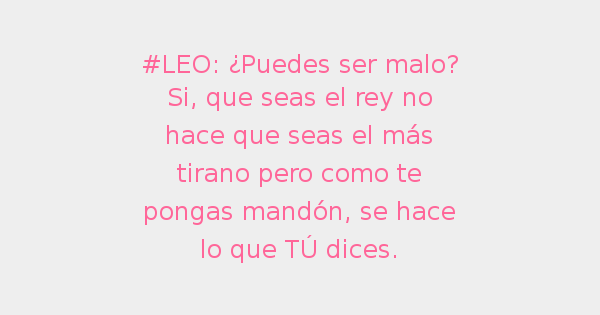 #LEO: ¿Puedes ser malo?
Si, que seas el rey no
hace que seas el más
tirano pero como te
pongas mandón, se hace
lo que TÚ dices.